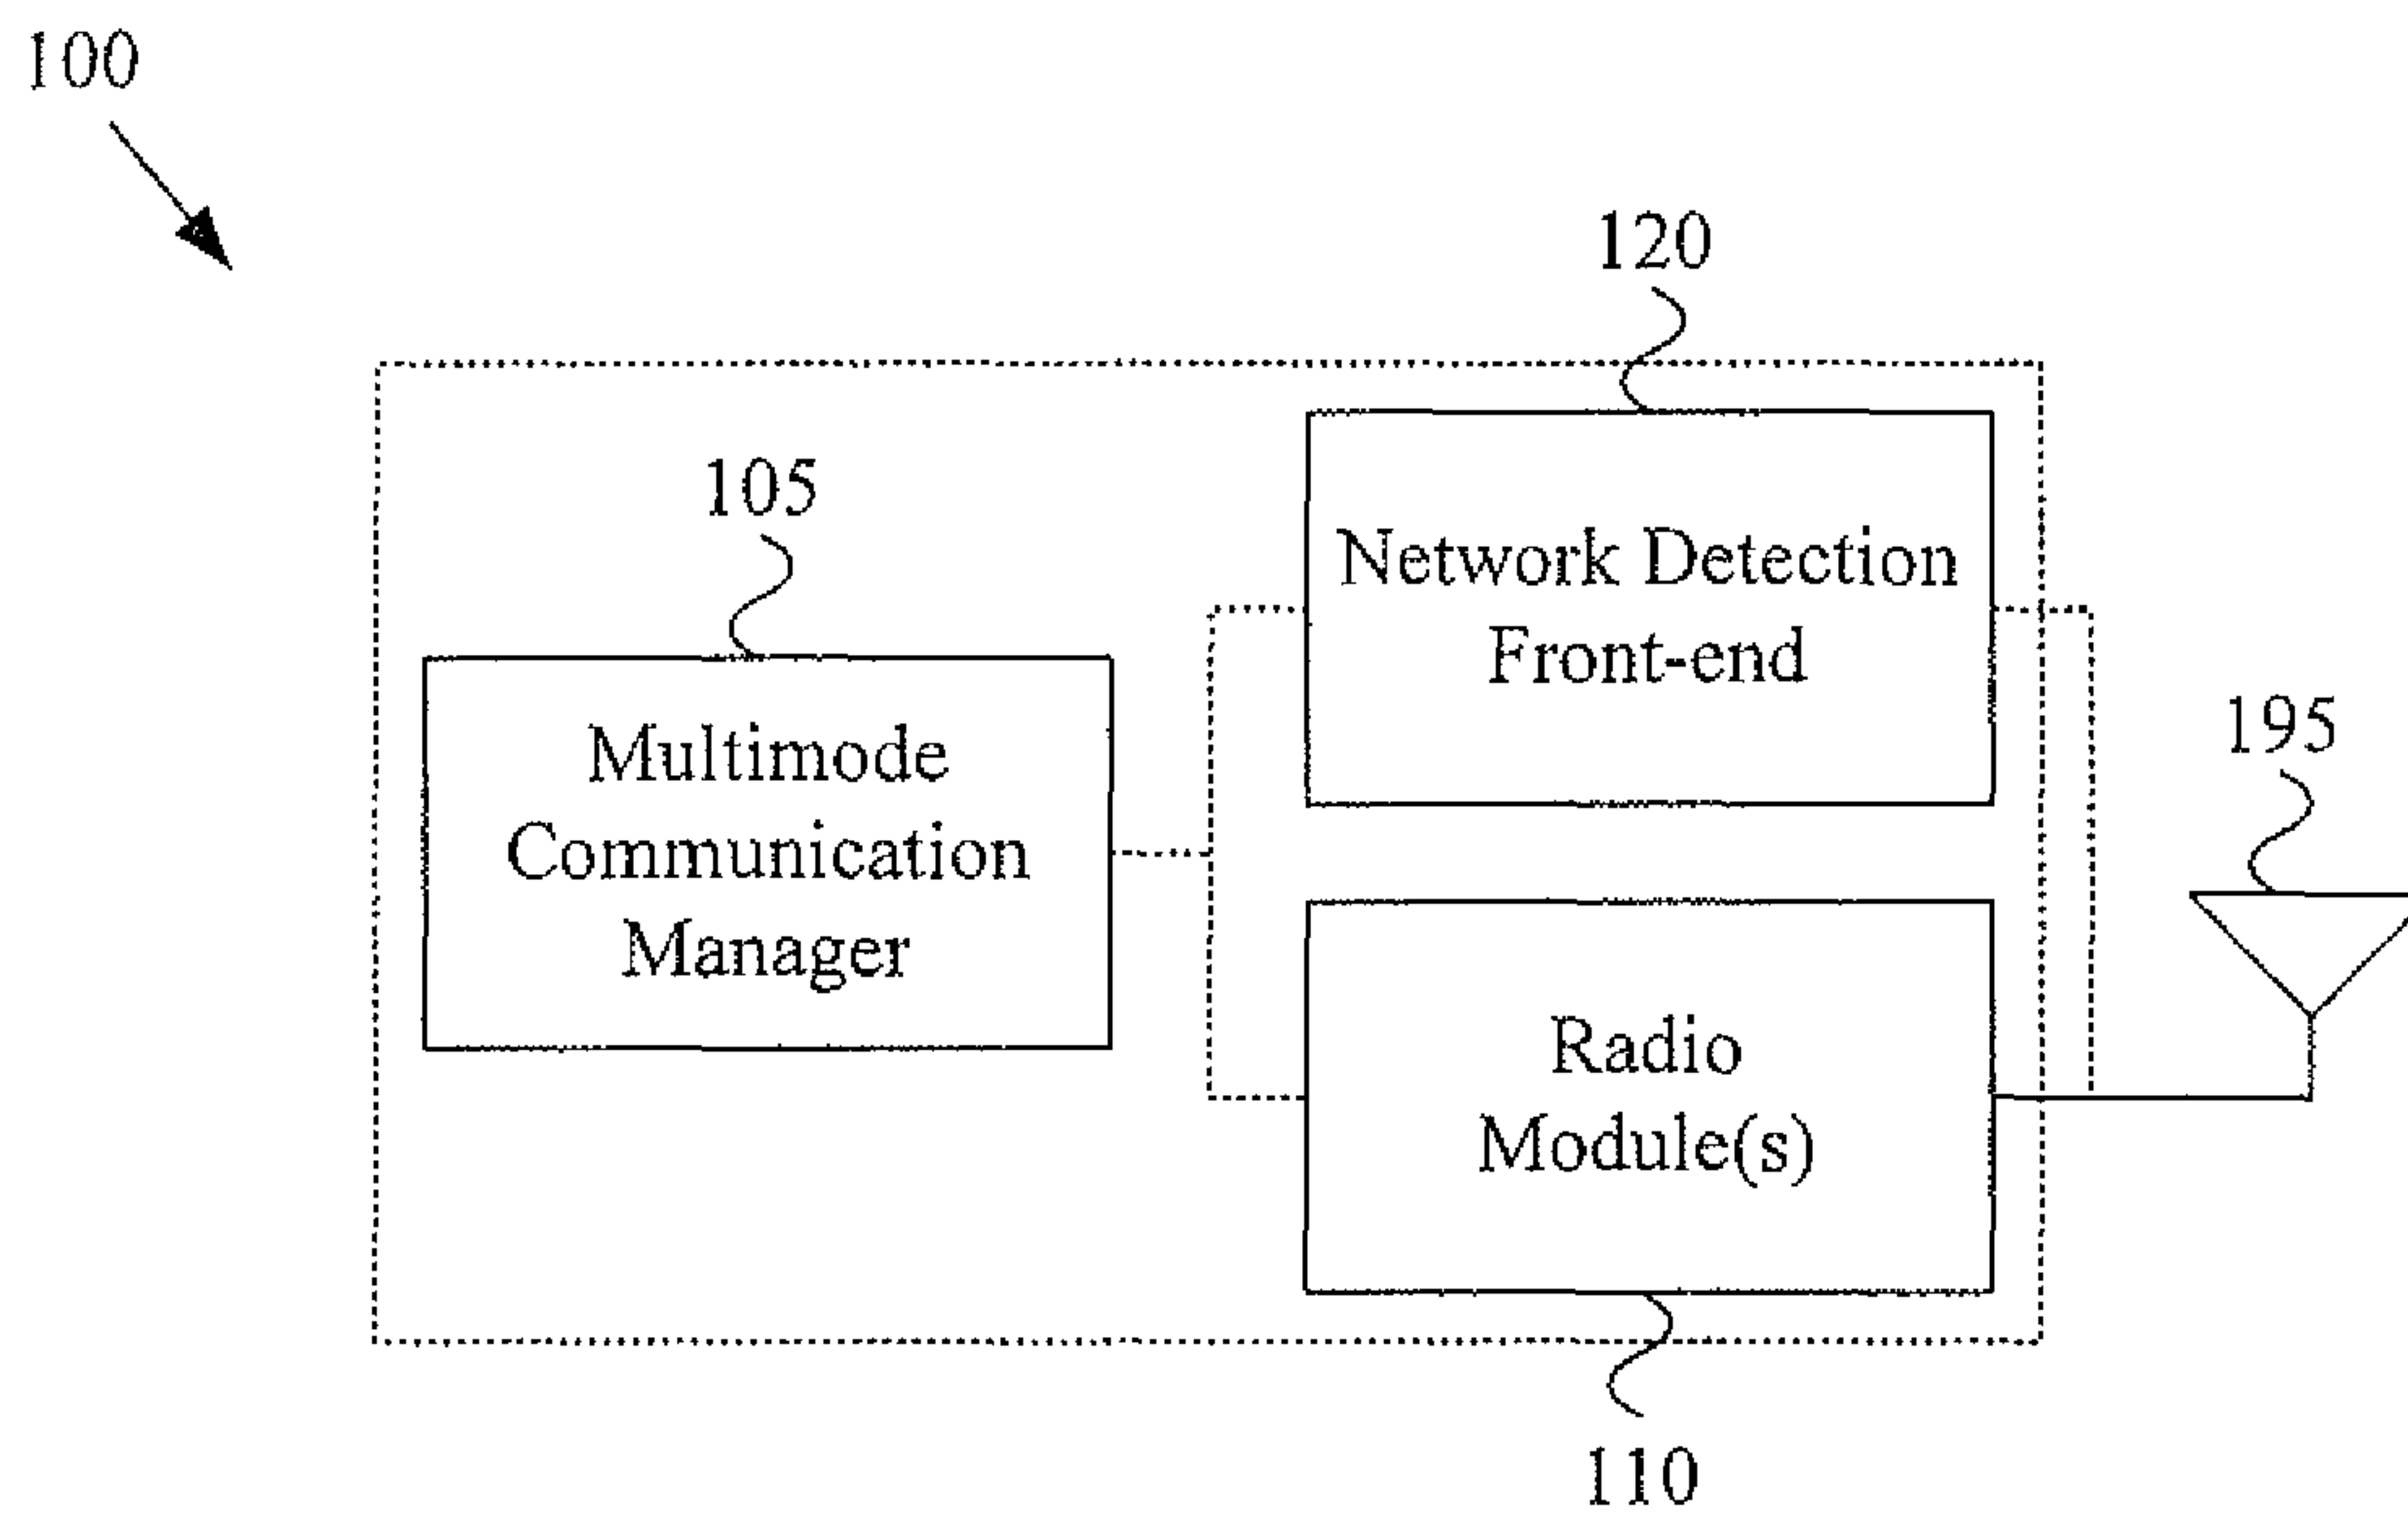 100
120
105
Network Detection
Front-end
195
Multimode
Communication
Manager
Radio
Module(s)
110